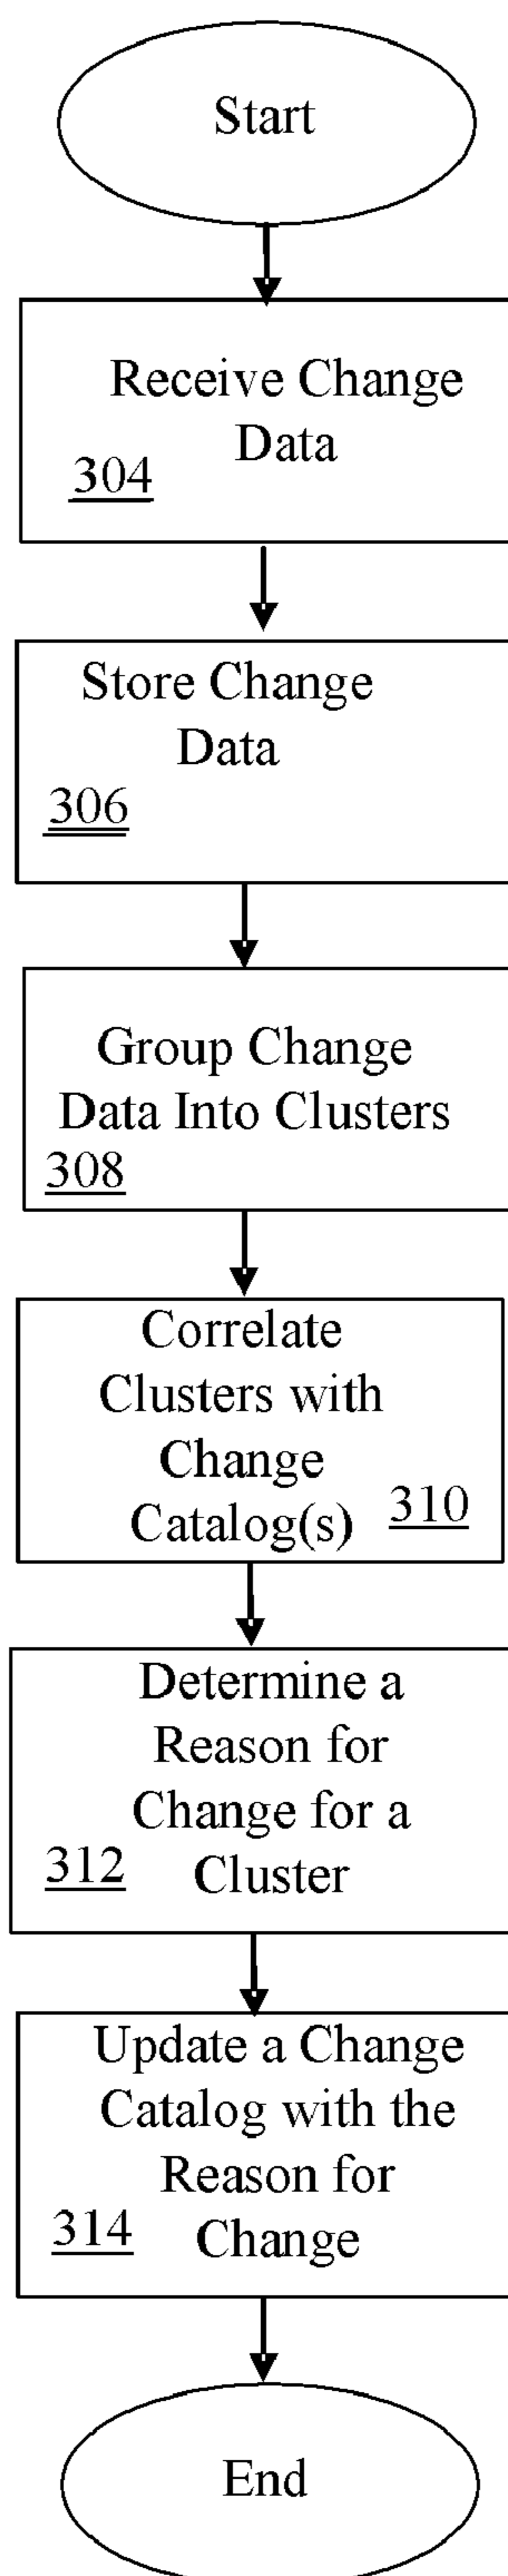 Start
Receive Change
Data
304
Store Change
Data
306
Group Change
Data Into Clusters
308
Correlate
Clusters with
Change
Catalog(s)
310
Determine a
Reason for
Change for a
Cluster
312
Update a Change
Catalog with the
Reason for
Change
314
End